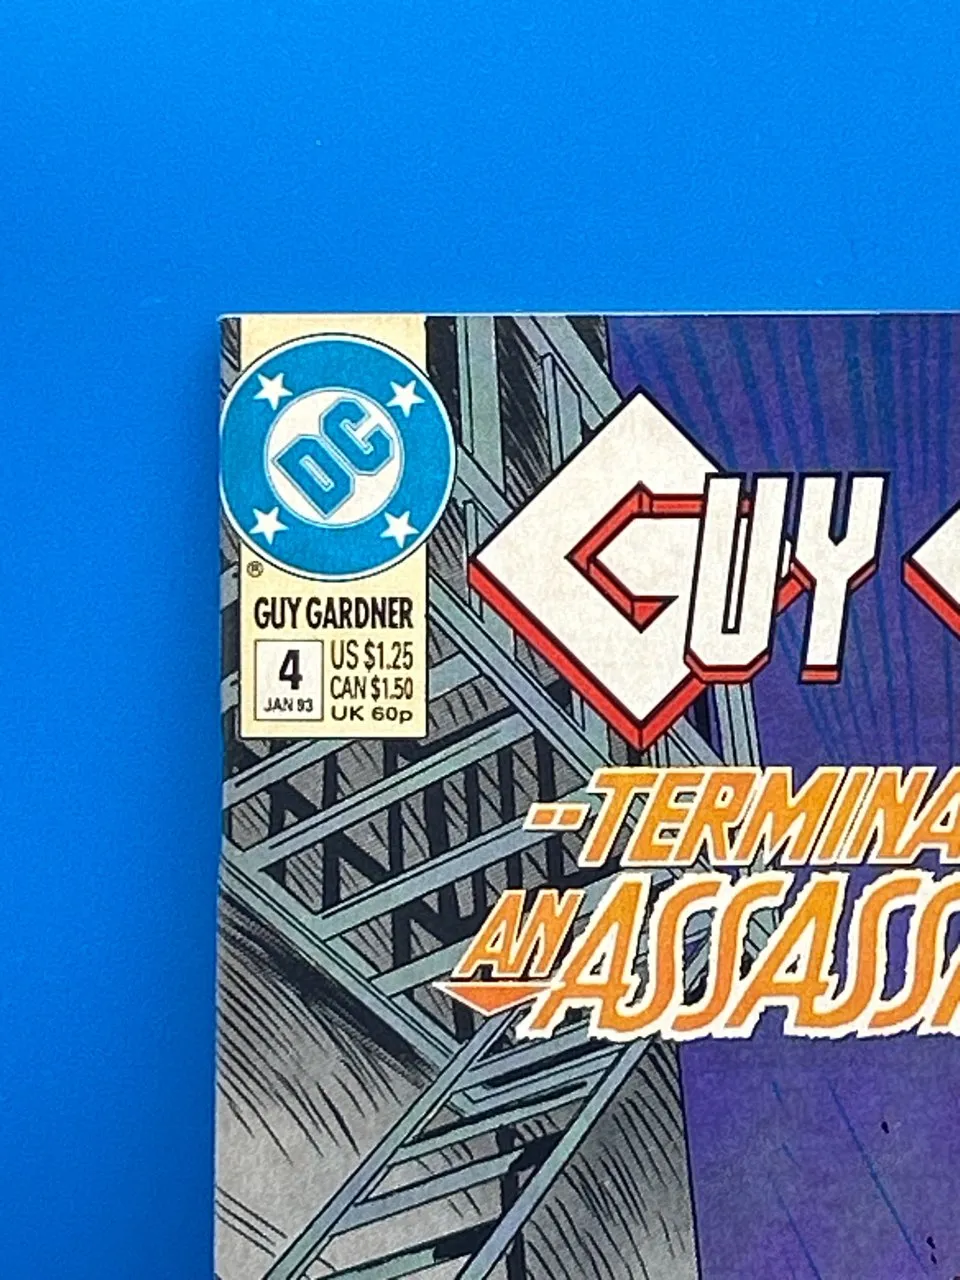 DC
®
GUY GARDNER
4
JAN 93
US $1.25
CAN $1.50
UK 60p
GUY
--TERMINA
AN ASSASS